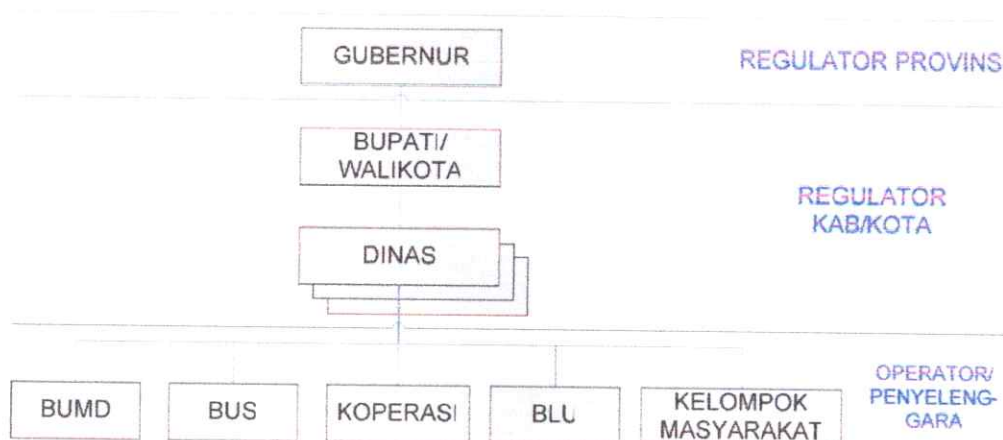 GUBERNUR
REGULATOR PROVINS
BUPATI/
WALIKOTA
REGULATOR
KAB/KOTA
DINAS
BUMD
BUS
KOPERASI
BLU
KELOMPOK
MASYARAKAT
OPERATOR/
PENYELENG-
GARA